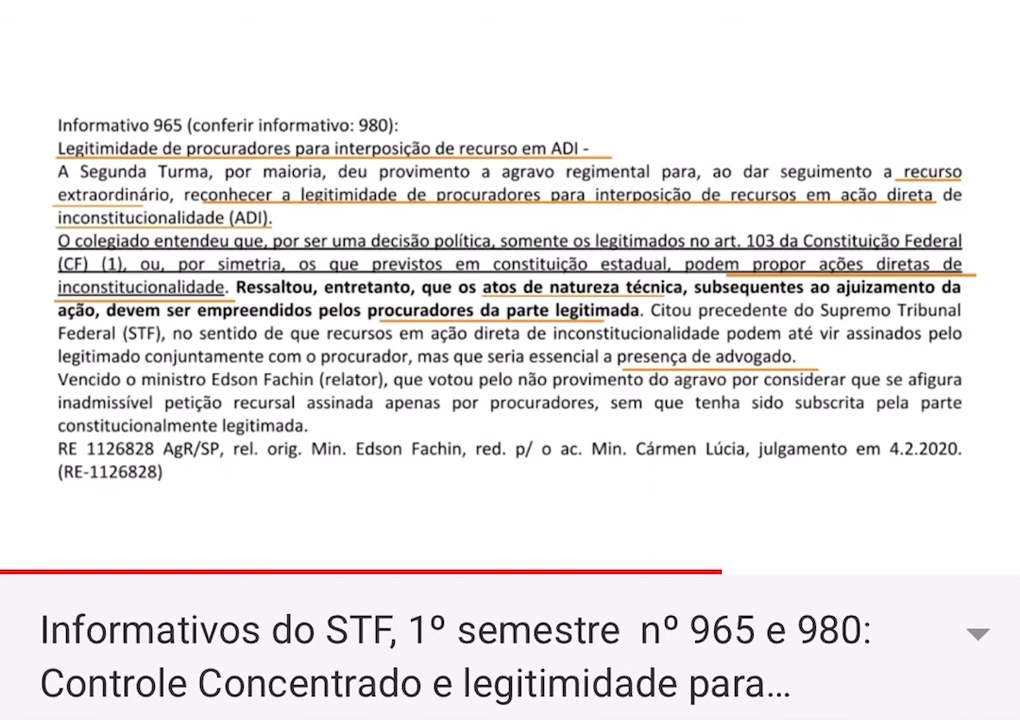 Informativo 965 (conferir informativo: 980):
Legitimidade de procuradores para interposição de recurso em ADI -
A Segunda Turma, por maioria, deu provimento a agravo regimental para, ao dar seguimento a recurso
extraordinário, reconhecer a legitimidade de procuradores para interposição de recursos em ação direta de
inconstitucionalidade (ADI).
O colegiado entendeu que, por ser uma decisão política, somente os legitimados no art. 103 da Constituição Federal
(CF) (1), ou, por simetria, os que previstos em constituição estadual, podem propor ações diretas de
inconstitucionalidade. Ressaltou, entretanto, que os atos de natureza técnica, subsequentes ao ajuizamento da
ação, devem ser empreendidos pelos procuradores da parte legitimada. Citou precedente do Supremo Tribunal
Federal (STF), no sentido de que recursos em ação direta de inconstitucionalidade podem até vir assinados pelo
legitimado conjuntamente com o procurador, mas que seria essencial a presença de advogado.
Vencido o ministro Edson Fachin (relator), que votou pelo não provimento do agravo por considerar que se afigura
inadmissível petição recursal assinada apenas por procuradores, sem que tenha sido subscrita pela parte
constitucionalmente legitimada.
RE 1126828 AgR/SP, rel. orig. Min. Edson Fachin, red. p/ o ac. Min. Cármen Lúcia, julgamento em 4.2.2020.
(RE-1126828)
Informativos do STF, 1º semestre nº 965 e 980:
Controle Concentrado e legitimidade para...